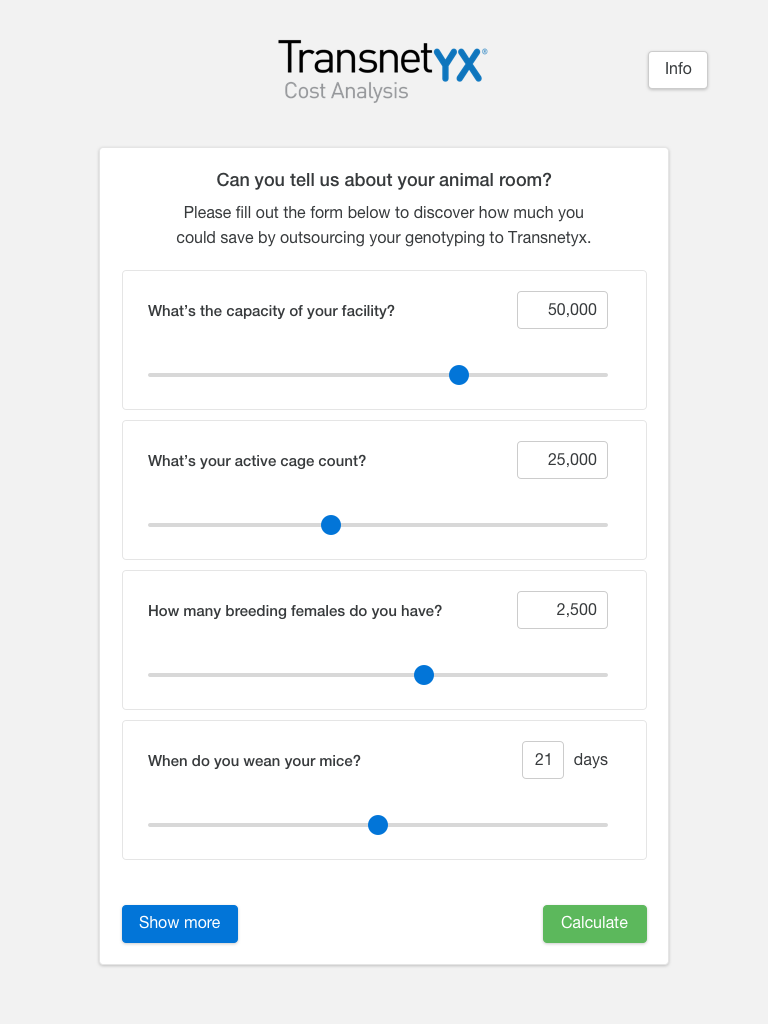 TransnetYX®
Cost Analysis
Info
Can you tell us about your animal room?
Please fill out the form below to discover how much you
could save by outsourcing your genotyping to Transnetyx.
What’s the capacity of your facility?
50,000
What’s your active cage count?
25,000
How many breeding females do you have?
2,500
When do you wean your mice?
21 days
Show more
Calculate